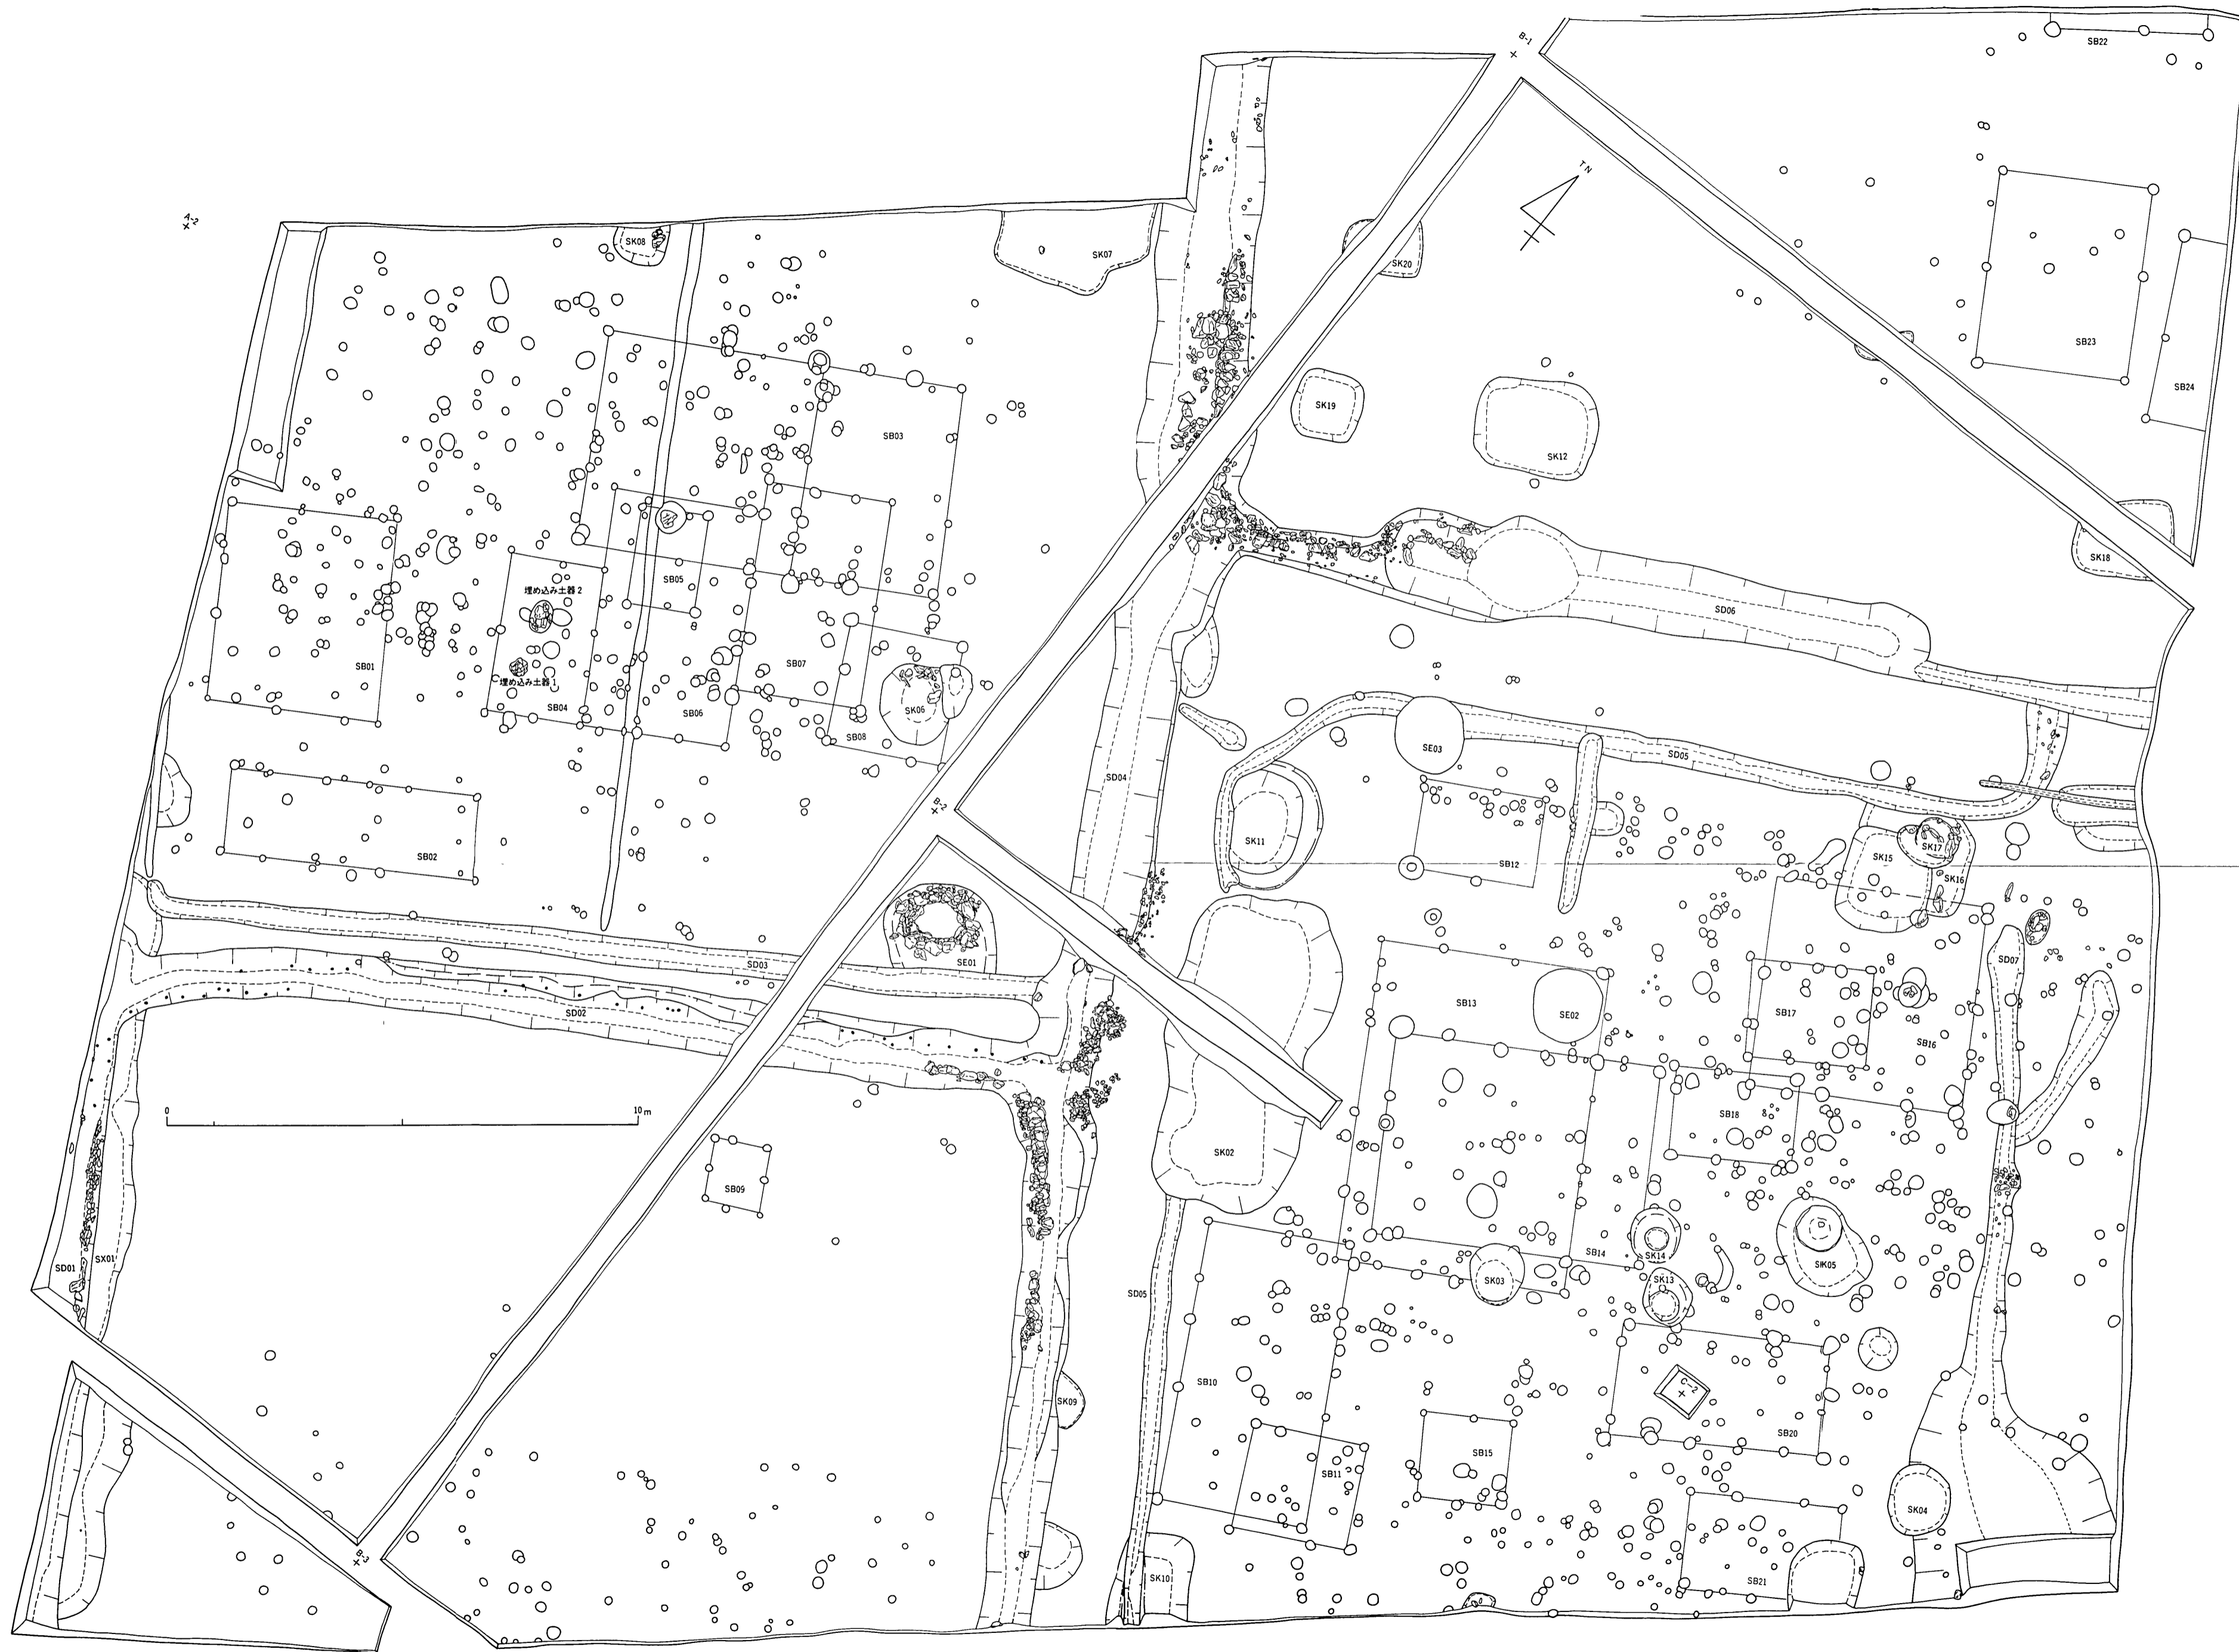 B-1
SB22
TN
A-2
SK08
SK07
SK20
SB23
SB24
SB03
SK19
SK12
SK18
SB05
埋め込み土器 2
SD06
SB01
SB07
埋め込み土器 1
SB04
SB06
SB08
SK06
SE03
SD05
SD04
B-2
SB02
SK11
SB12
SK15
SK17
SK16
SD03
SE01
SD07
SD02
SB13
SE02
SB17
SB16
0
10m
SB18
SK02
SB09
SD01
SX01
SB14
SK14
SK13
SK05
SK03
SD05
SB10
SK09
C-2
SB20
SB15
SB11
SK04
B-3
SK10
SB21